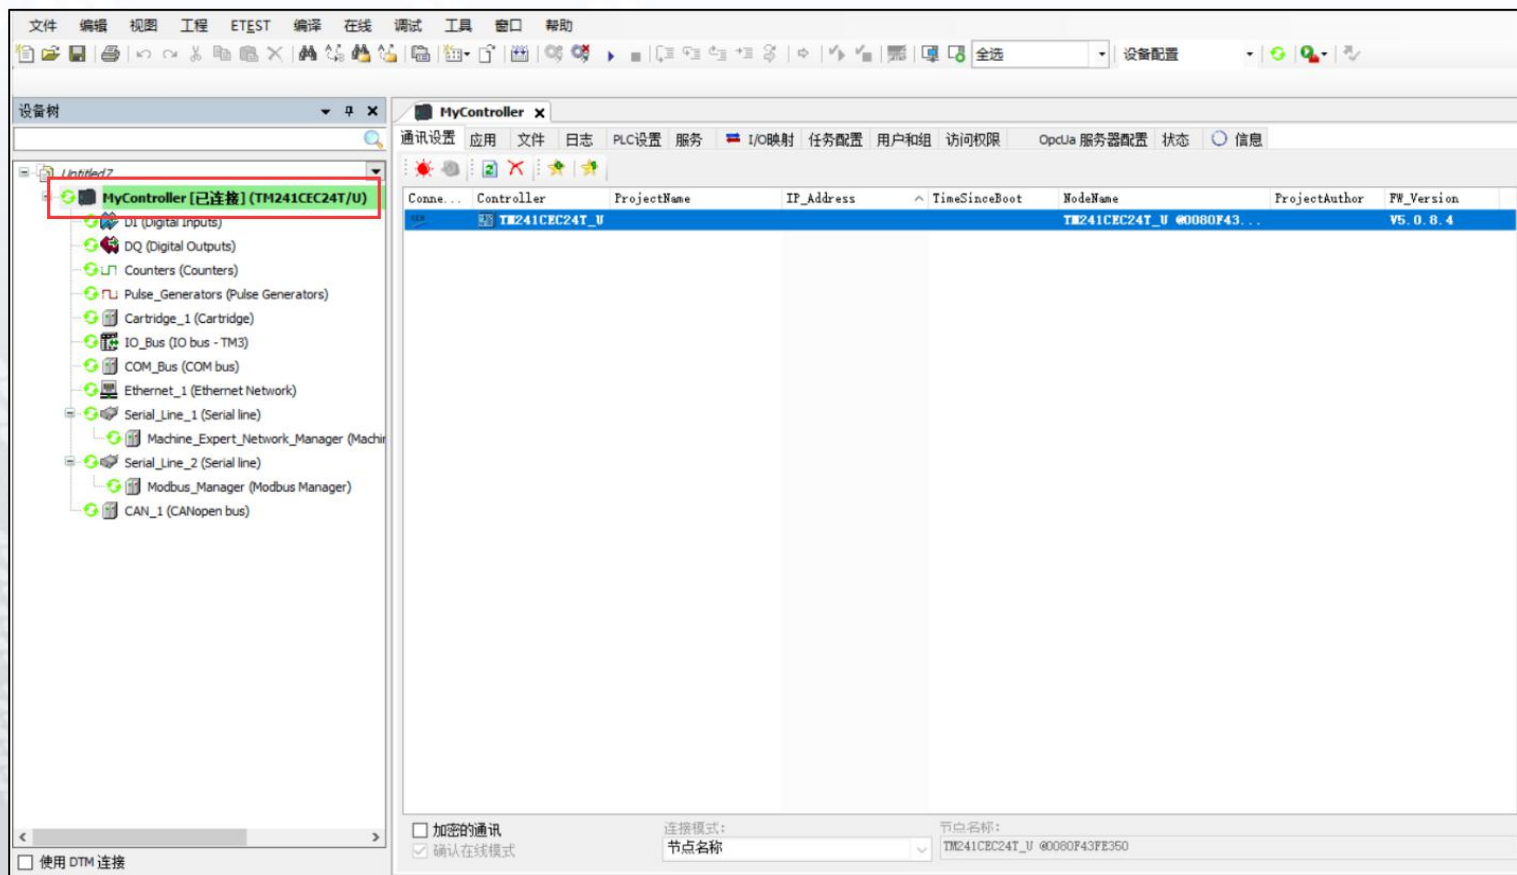 文件 编辑 视图 工程 ETEST 编译 在线 调试 工具 窗口 帮助
全选 设备配置
设备树
MyController
通讯设置 应用 文件 日志 PLC设置 服务 I/O映射 任务配置 用户和组 访问权限 OpcUa 服务器配置 状态 信息
Untitled7
MyController [已连接] (TM241CEC24T/U)
DI (Digital Inputs)
DQ (Digital Outputs)
Counters (Counters)
Pulse_Generators (Pulse Generators)
Cartridge_1 (Cartridge)
IO_Bus (IO bus - TM3)
COM_Bus (COM bus)
Ethernet_1 (Ethernet Network)
Serial_Line_1 (Serial line)
Machine_Expert_Network_Manager (Machin
Serial_Line_2 (Serial line)
Modbus_Manager (Modbus Manager)
CAN_1 (CANopen bus)
使用 DTM 连接
Conne... Controller ProjectName IP_Address TimeSinceBoot NodeName ProjectAuthor FW_Version
TM241CEC24T_U TM241CEC24T_U @0080F43... V5.0.8.4
加密的通讯 连接模式: 节点名称:
确认在线模式 节点名称 TM241CEC24T_U @0080F43FE350